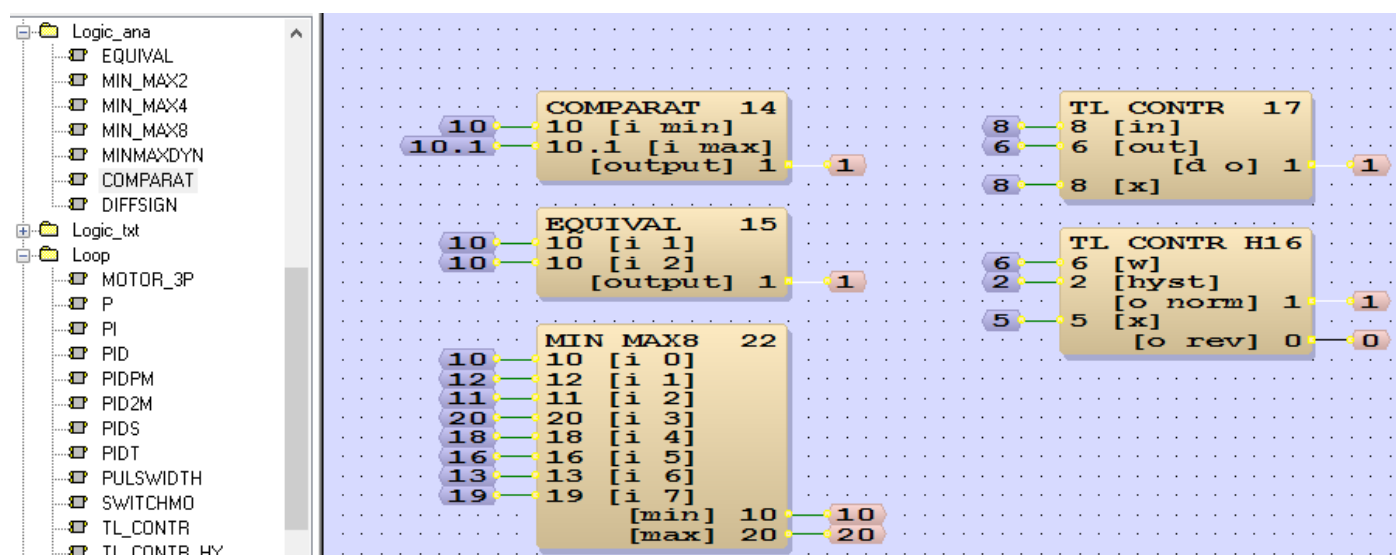 Logic_ana
EQUIVAL
MIN_MAX2
MIN_MAX4
MIN_MAX8
MINMAXDYN
COMPARAT
DIFFSIGN
Logic_txt
Loop
MOTOR_3P
P
PI
PID
PIDPM
PID2M
PIDS
PIDT
PULSWIDTH
SWITCHMO
TL_CONTR
TL_CONTR_HY
COMPARAT 14
10 10 [i min]
10.1 10.1 [i max]
[output] 1 1
EQUIVAL 15
10 10 [i 1]
10 10 [i 2]
[output] 1 1
MIN MAX8 22
10 10 [i 0]
12 12 [i 1]
11 11 [i 2]
20 20 [i 3]
18 18 [i 4]
16 16 [i 5]
13 13 [i 6]
19 19 [i 7]
[min] 10 10
[max] 20 20
TL CONTR 17
8 8 [in]
6 6 [out]
[d o] 1 1
8 8 [x]
TL CONTR H16
6 6 [w]
2 2 [hyst]
[o norm] 1 1
5 5 [x]
[o rev] 0 0